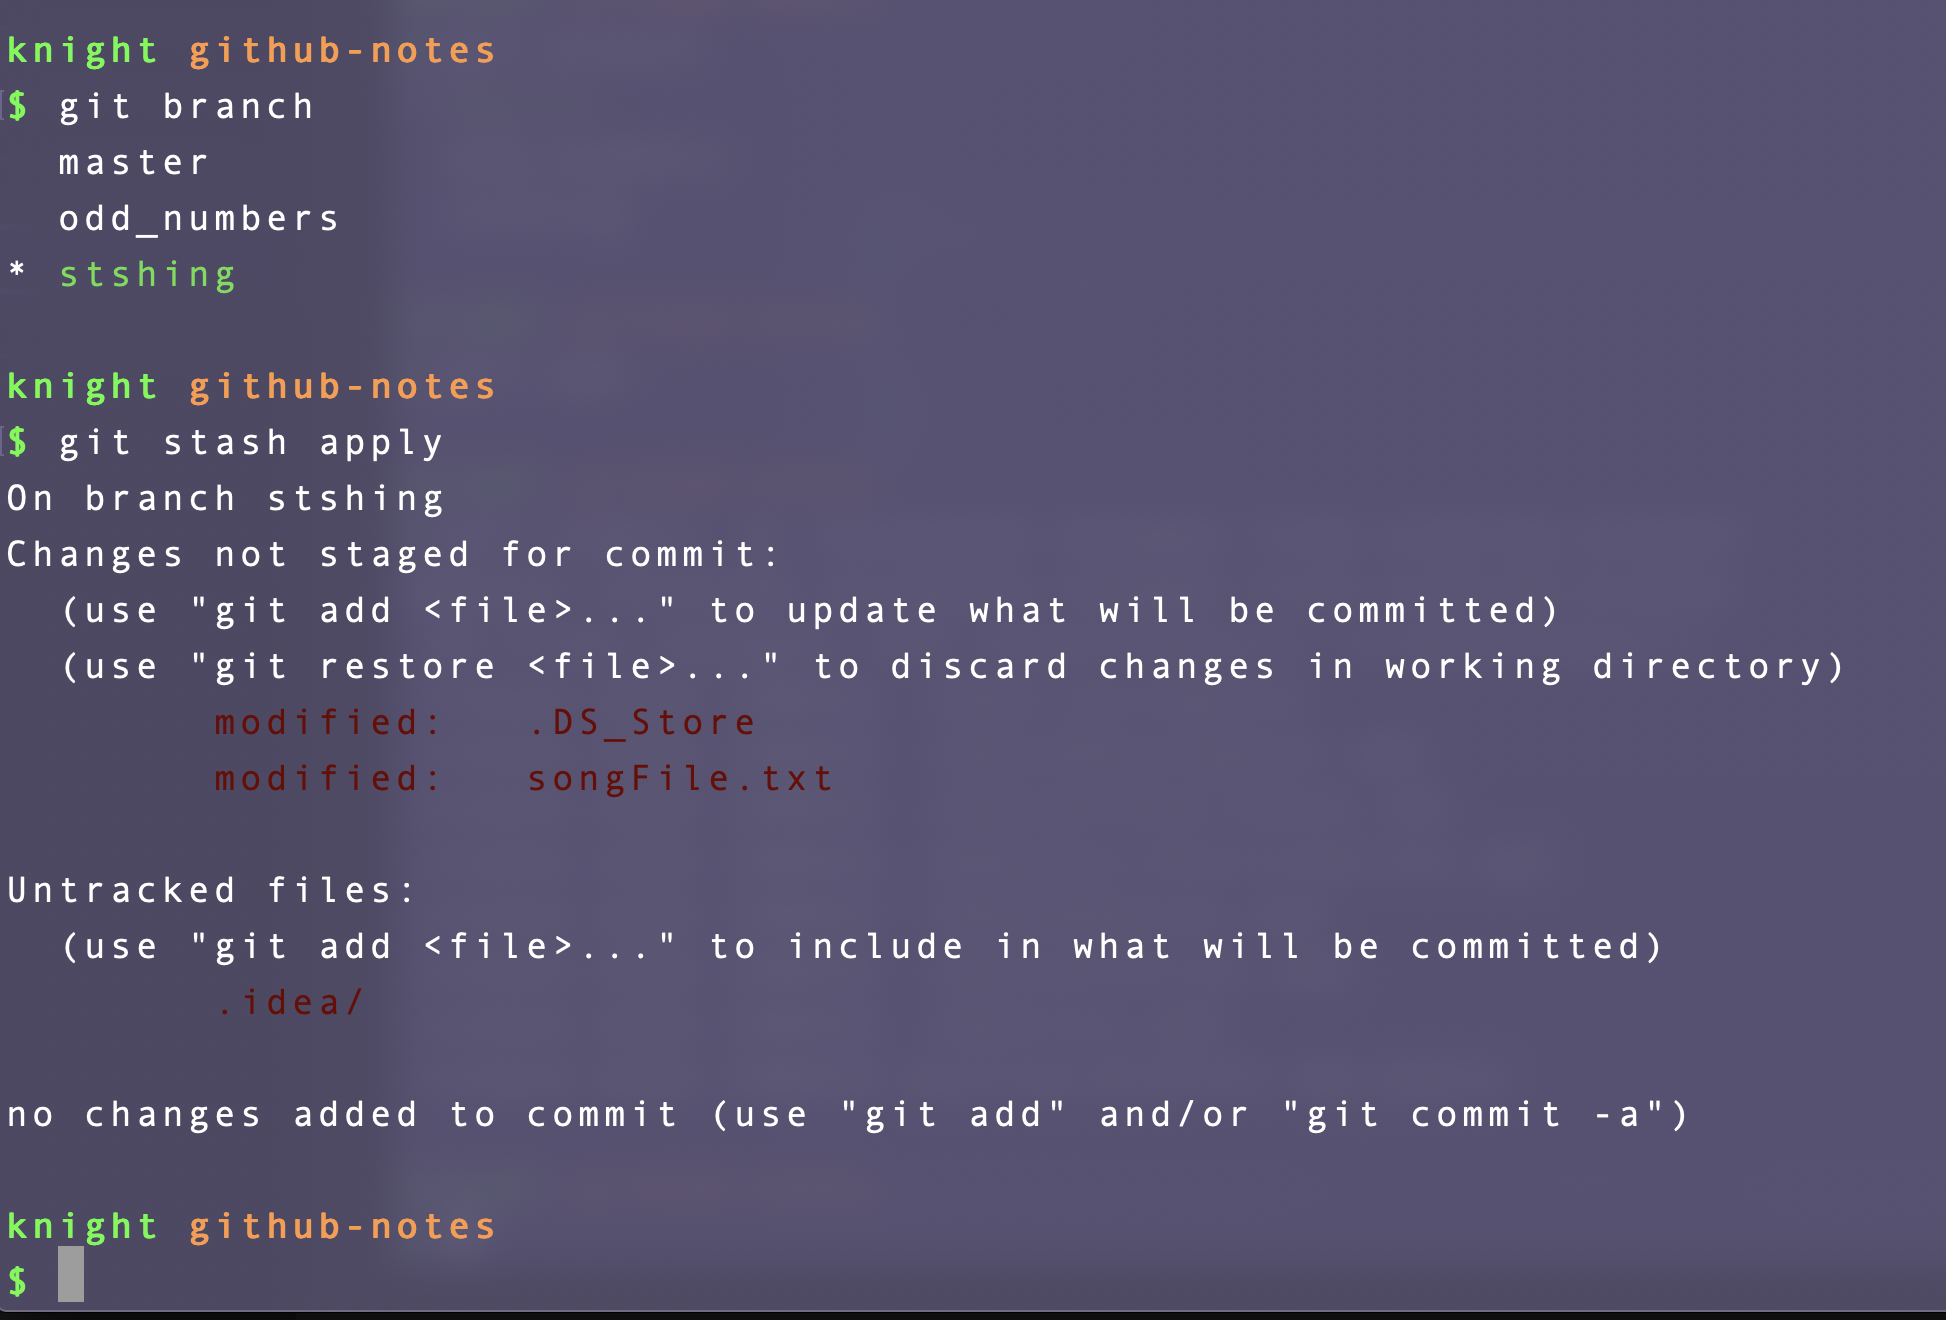 knight github-notes
$ git branch
  master
  odd_numbers
* stshing
knight github-notes
$ git stash apply
On branch stshing
Changes not staged for commit:
  (use "git add <file>..." to update what will be committed)
  (use "git restore <file>..." to discard changes in working directory)
        modified:   .DS_Store
        modified:   songFile.txt
Untracked files:
  (use "git add <file>..." to include in what will be committed)
        .idea/
no changes added to commit (use "git add" and/or "git commit -a")
knight github-notes
$